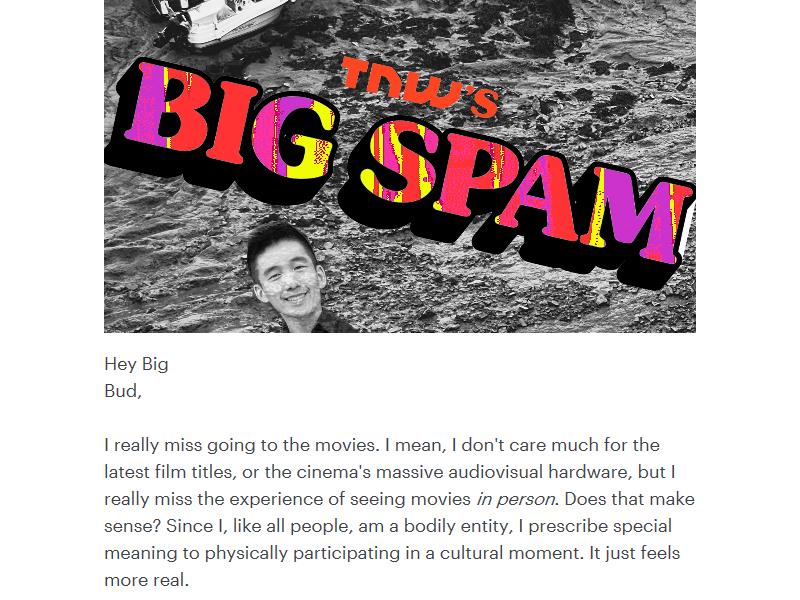 TNW's
BIG SPAM
Hey Big
Bud,
I really miss going to the movies. I mean, I don't care much for the
latest film titles, or the cinema's massive audiovisual hardware, but I
really miss the experience of seeing movies in person. Does that make
sense? Since I, like all people, am a bodily entity, I prescribe special
meaning to physically participating in a cultural moment. It just feels
more real.